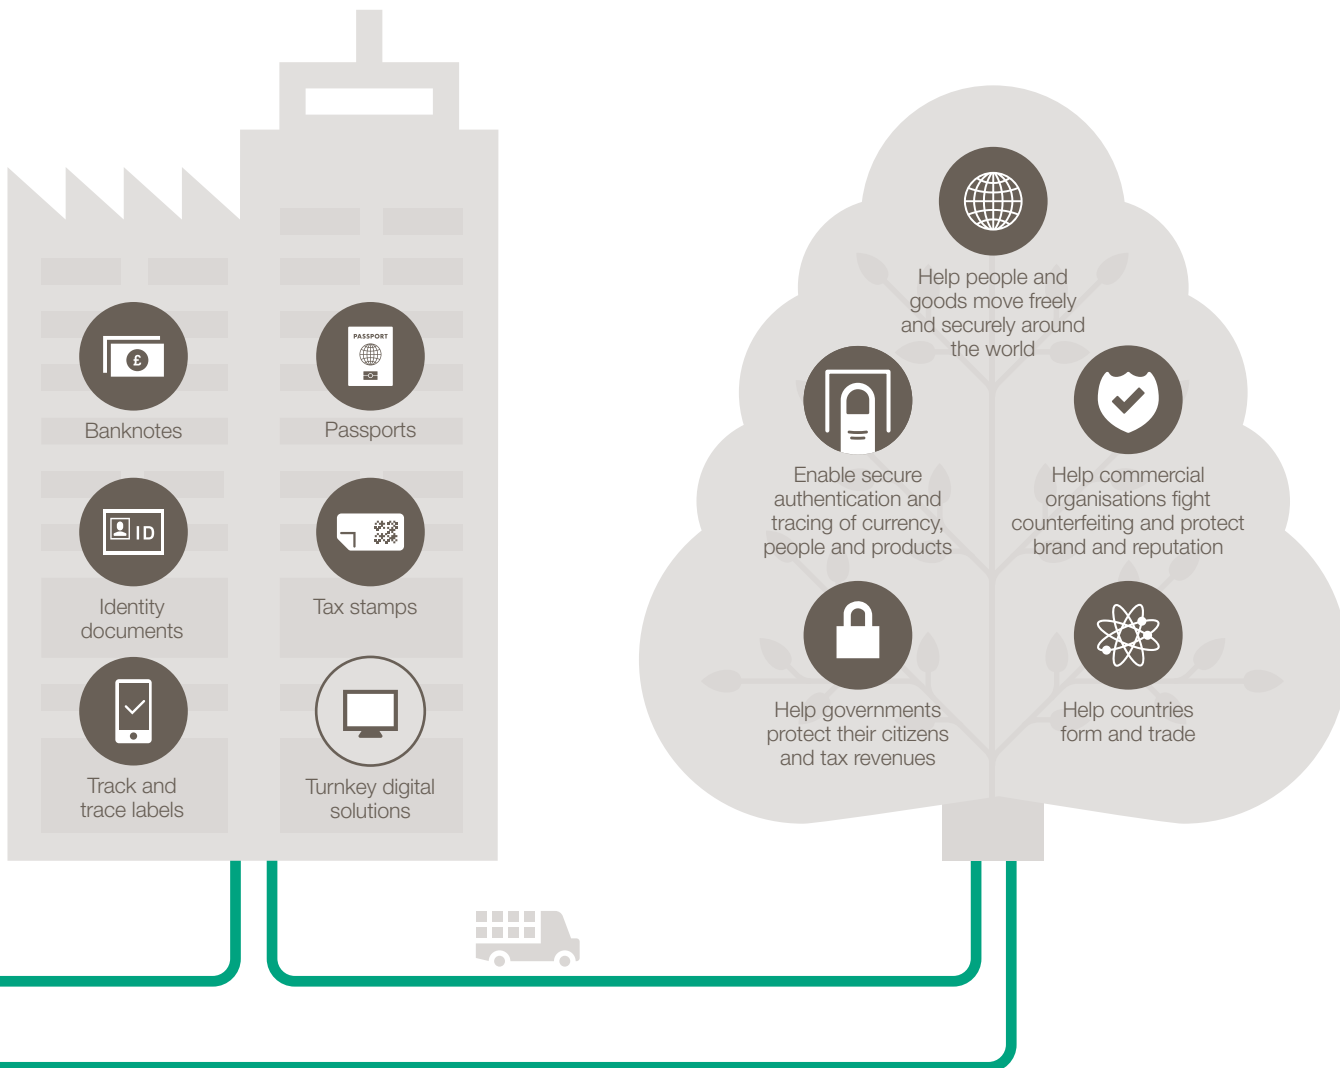 £
PASSPORT
Banknotes
Passports
ID
Identity
documents
Tax stamps
Track and
trace labels
Turnkey digital
solutions
Help people and
goods move freely
and securely around
the world
Enable secure
authentication and
tracing of currency,
people and products
Help commercial
organisations fight
counterfeiting and protect
brand and reputation
Help governments
protect their citizens
and tax revenues
Help countries
form and trade